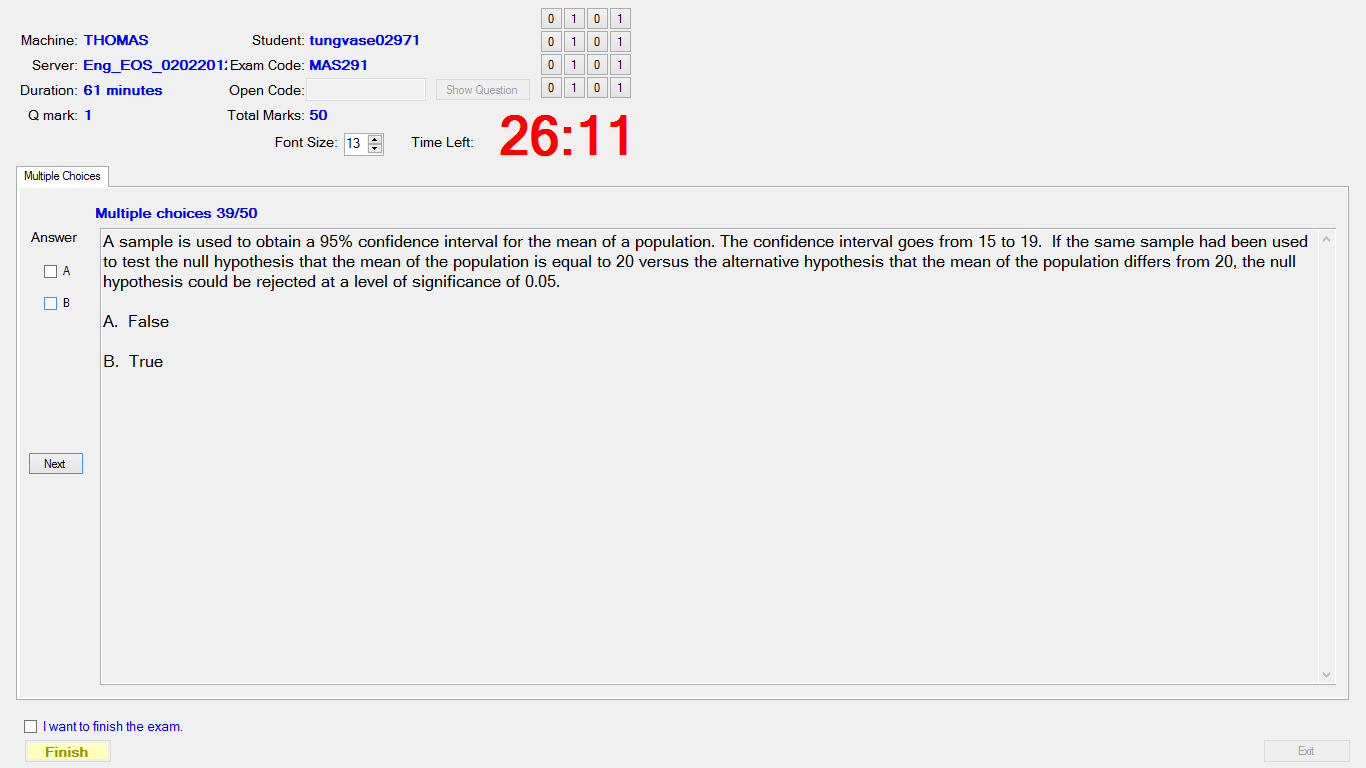 0 1 0 1
Machine: THOMAS Student: tungvase02971
0 1 0 1
Server: Eng_EOS_02022012 Exam Code: MAS291
0 1 0 1
Duration: 61 minutes Open Code: Show Question
0 1 0 1
Q mark: 1 Total Marks: 50
Font Size: 13 Time Left: 26:11
Multiple Choices
Multiple choices 39/50
Answer
A sample is used to obtain a 95% confidence interval for the mean of a population. The confidence interval goes from 15 to 19. If the same sample had been used
to test the null hypothesis that the mean of the population is equal to 20 versus the alternative hypothesis that the mean of the population differs from 20, the null
hypothesis could be rejected at a level of significance of 0.05.
A
B
A. False
B. True
Next
I want to finish the exam.
Finish
Exit